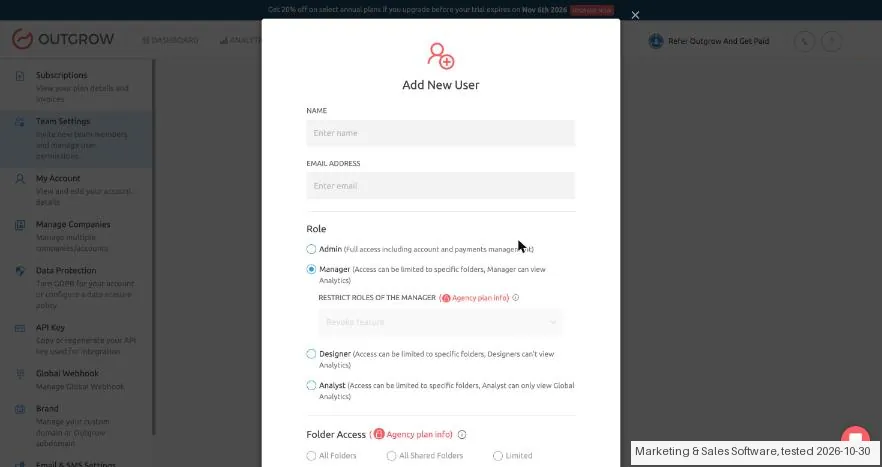 Get 20% off on select annual plans if you upgrade before your trial expires on Nov 6th 2026 UPGRADE NOW
OUTGROW
DASHBOARD
Refer Outgrow And Get Paid
Subscriptions
View your plan details and
invoices
Team Settings
Invite new team members
and manage user
permissions
My Account
View and edit your account
details
Manage Companies
Manage multiple
companies/accounts
Data Protection
Turn GDPR for your account
or configure a data erasure
policy
API Key
Copy or regenerate your API
key used for integration
Global Webhook
Manage Global Webhook
Brand
Manage your custom
domain or Outgrow
subdomain
Email & SMS Settings
Add New User
NAME
Enter name
EMAIL ADDRESS
Enter email
Role
Admin (Full access including account and payments management)
Manager (Access can be limited to specific folders, Manager can view
Analytics)
RESTRICT ROLES OF THE MANAGER (Agency plan info)
Revoke feature
Designer (Access can be limited to specific folders, Designers can't view
Analytics)
Analyst (Access can be limited to specific folders, Analyst can only view Global
Analytics)
Folder Access (Agency plan info)
All Folders
All Shared Folders
Limited
Marketing & Sales Software, tested 2026-10-30